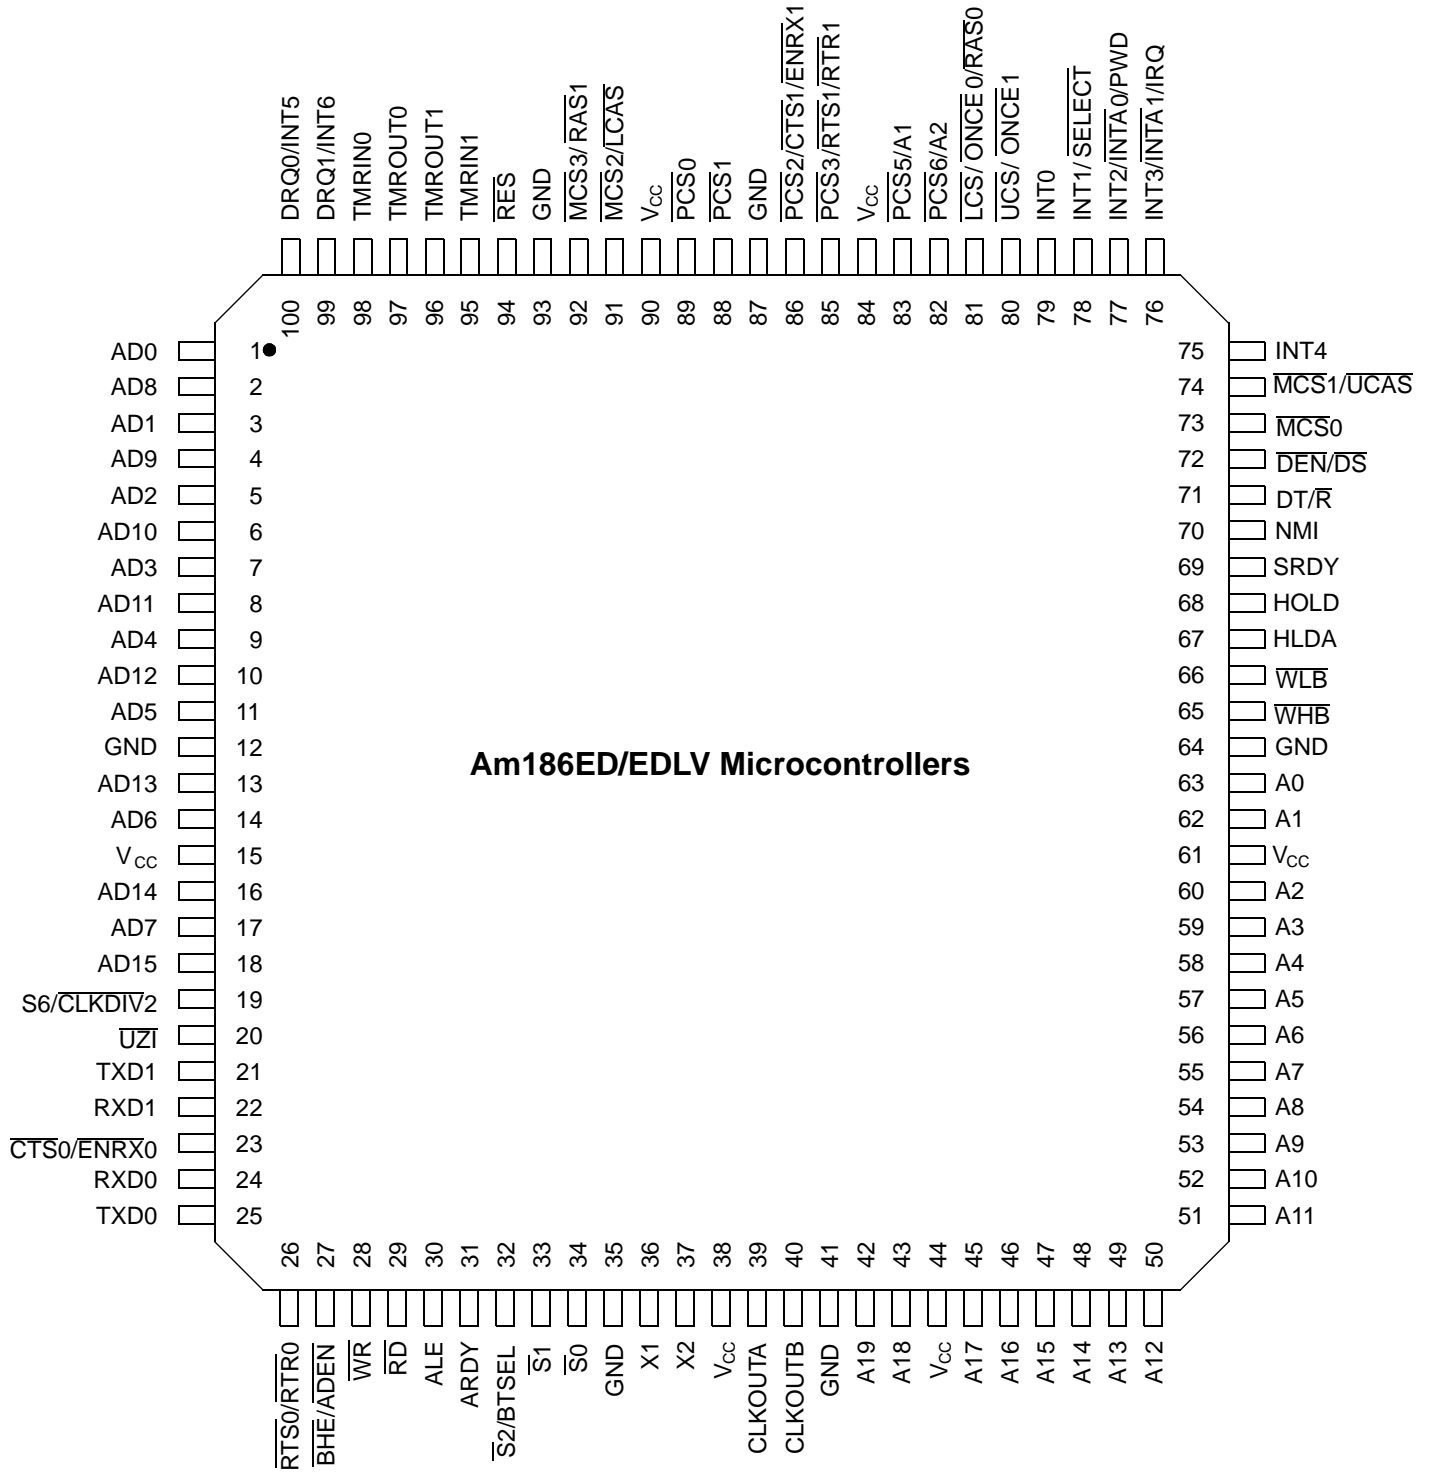 DRQ0/INT5
DRQ1/INT6
TMRIN0
TMROUT0
TMROUT1
TMRIN1
RES
GND
MCS3/ RAS1
MCS2/LCAS
VCC
PCS0
PCS1
GND
PCS2/CTS1/ENRX1
PCS3/RTS1/RTR1
VCC
PCS5/A1
PCS6/A2
LCS/ ONCE 0/RAS0
UCS/ ONCE1
INT0
INT1/ SELECT
INT2/INTA0/PWD
INT3/INTA1/IRQ
100 99 98 97 96 95 94 93 92 91 90 89 88 87 86 85 84 83 82 81 80 79 78 77 76
AD0 1
AD8 2
AD1 3
AD9 4
AD2 5
AD10 6
AD3 7
AD11 8
AD4 9
AD12 10
AD5 11
GND 12
AD13 13
AD6 14
VCC 15
AD14 16
AD7 17
AD15 18
S6/CLKDIV2 19
UZI 20
TXD1 21
RXD1 22
CTS0/ENRX0 23
RXD0 24
TXD0 25
Am186ED/EDLV Microcontrollers
75 INT4
74 MCS1/UCAS
73 MCS0
72 DEN/DS
71 DT/R
70 NMI
69 SRDY
68 HOLD
67 HLDA
66 WLB
65 WHB
64 GND
63 A0
62 A1
61 VCC
60 A2
59 A3
58 A4
57 A5
56 A6
55 A7
54 A8
53 A9
52 A10
51 A11
26 27 28 29 30 31 32 33 34 35 36 37 38 39 40 41 42 43 44 45 46 47 48 49 50
RTS0/RTR0
BHE/ADEN
WR
RD
ALE
ARDY
S2/BTSEL
S1
S0
GND
X1
X2
VCC
CLKOUTA
CLKOUTB
GND
A19
A18
VCC
A17
A16
A15
A14
A13
A12